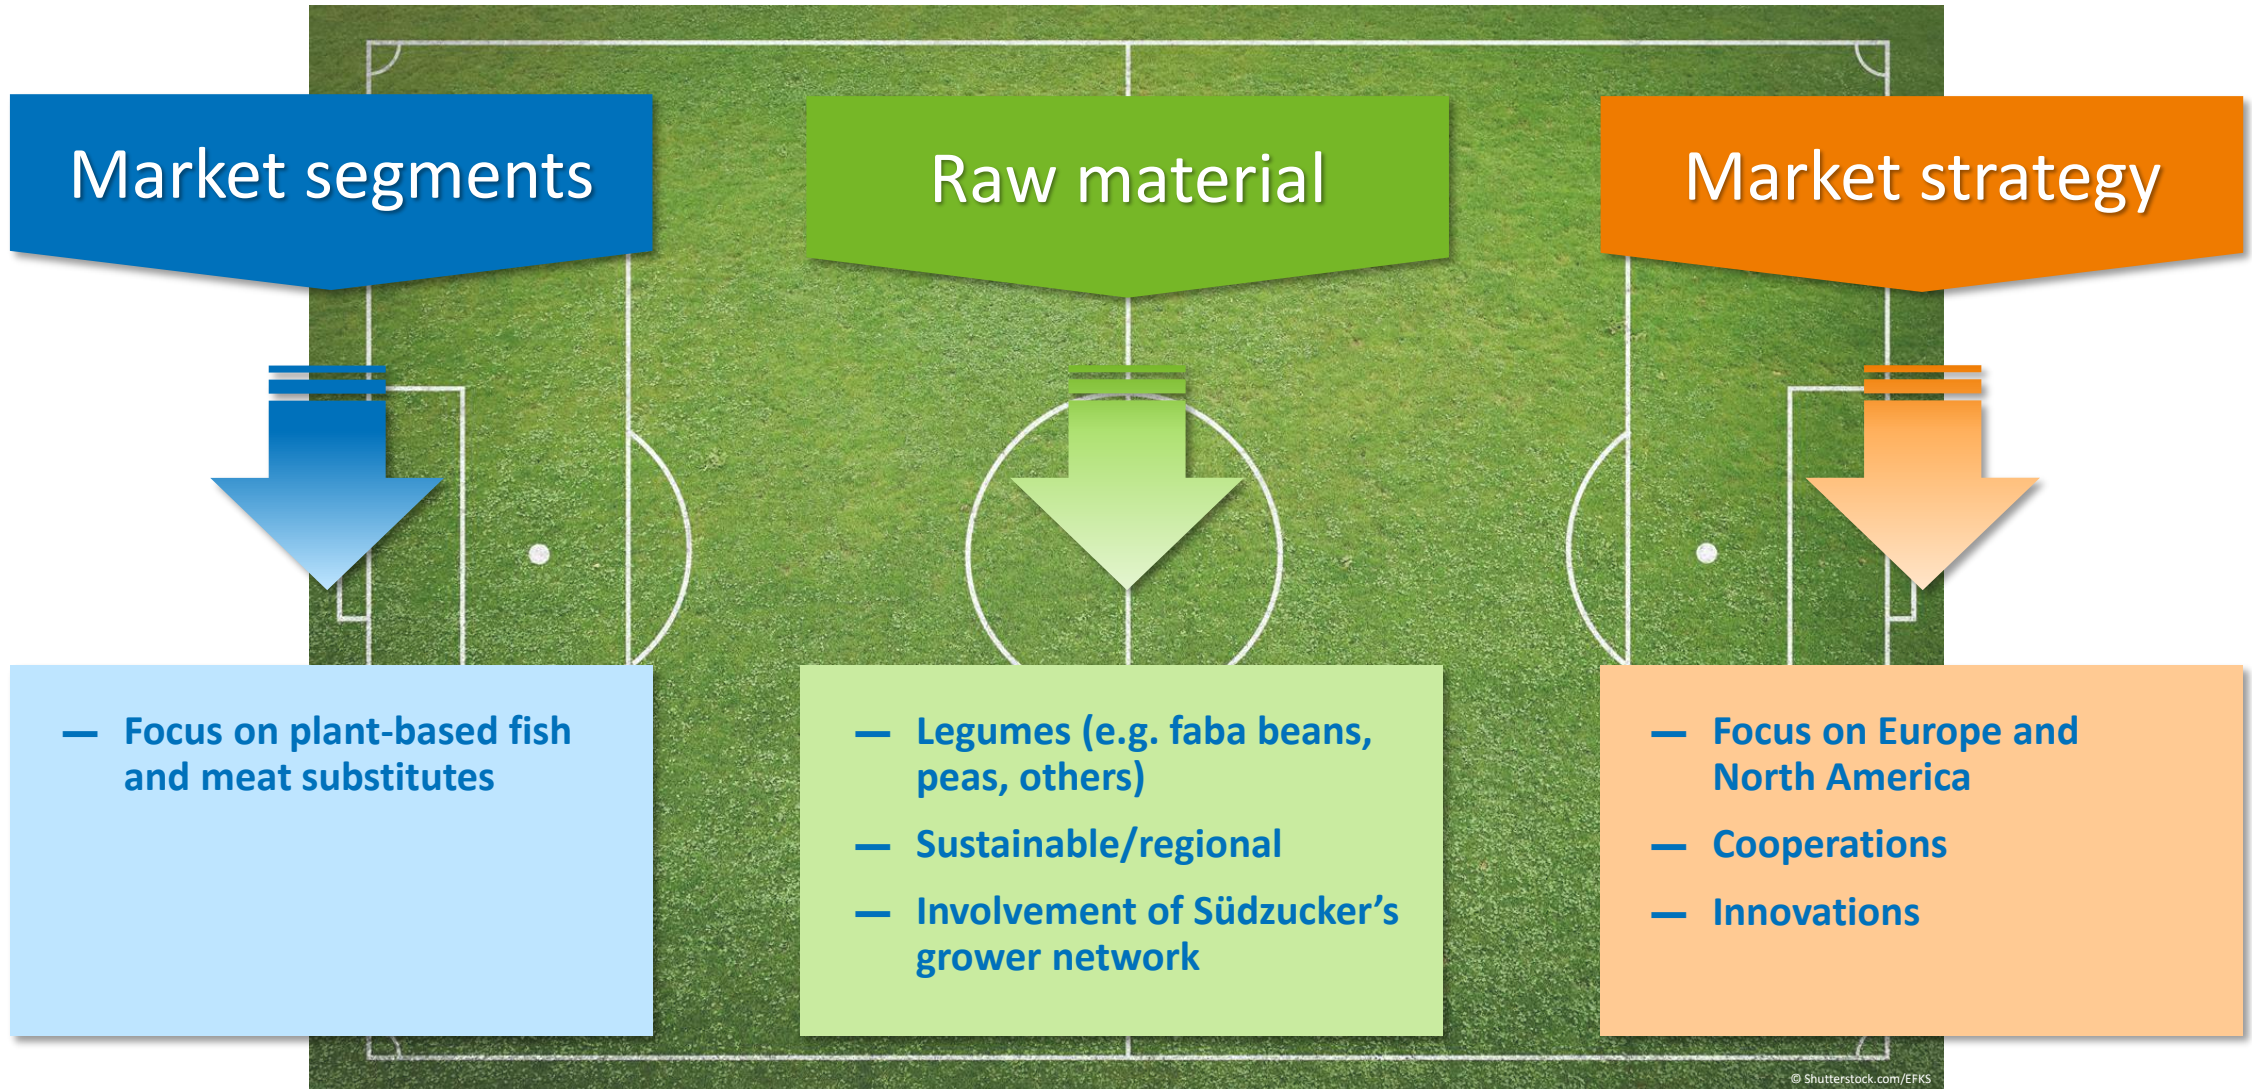 Market segments
Raw material
Market strategy
— Focus on plant-based fish
and meat substitutes
— Legumes (e.g. faba beans,
peas, others)
— Sustainable/regional
— Involvement of Südzucker’s
grower network
— Focus on Europe and
North America
— Cooperations
— Innovations
© Shutterstock.com/EFKS